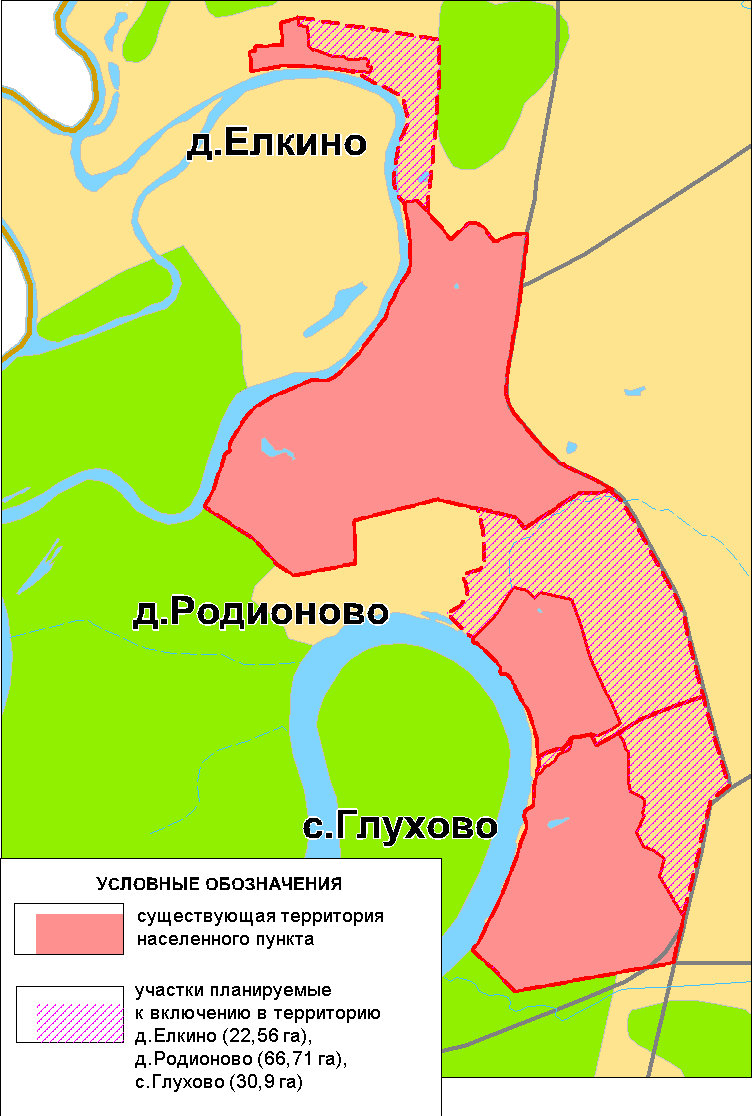 д.Елкино
д.Родионово
с.Глухово
УСЛОВНЫЕ ОБОЗНАЧЕНИЯ
существующая территория
населенного пункта
участки планируемые
к включению в территорию
д.Елкино (22,56 га),
д.Родионово (66,71 га),
с.Глухово (30,9 га)